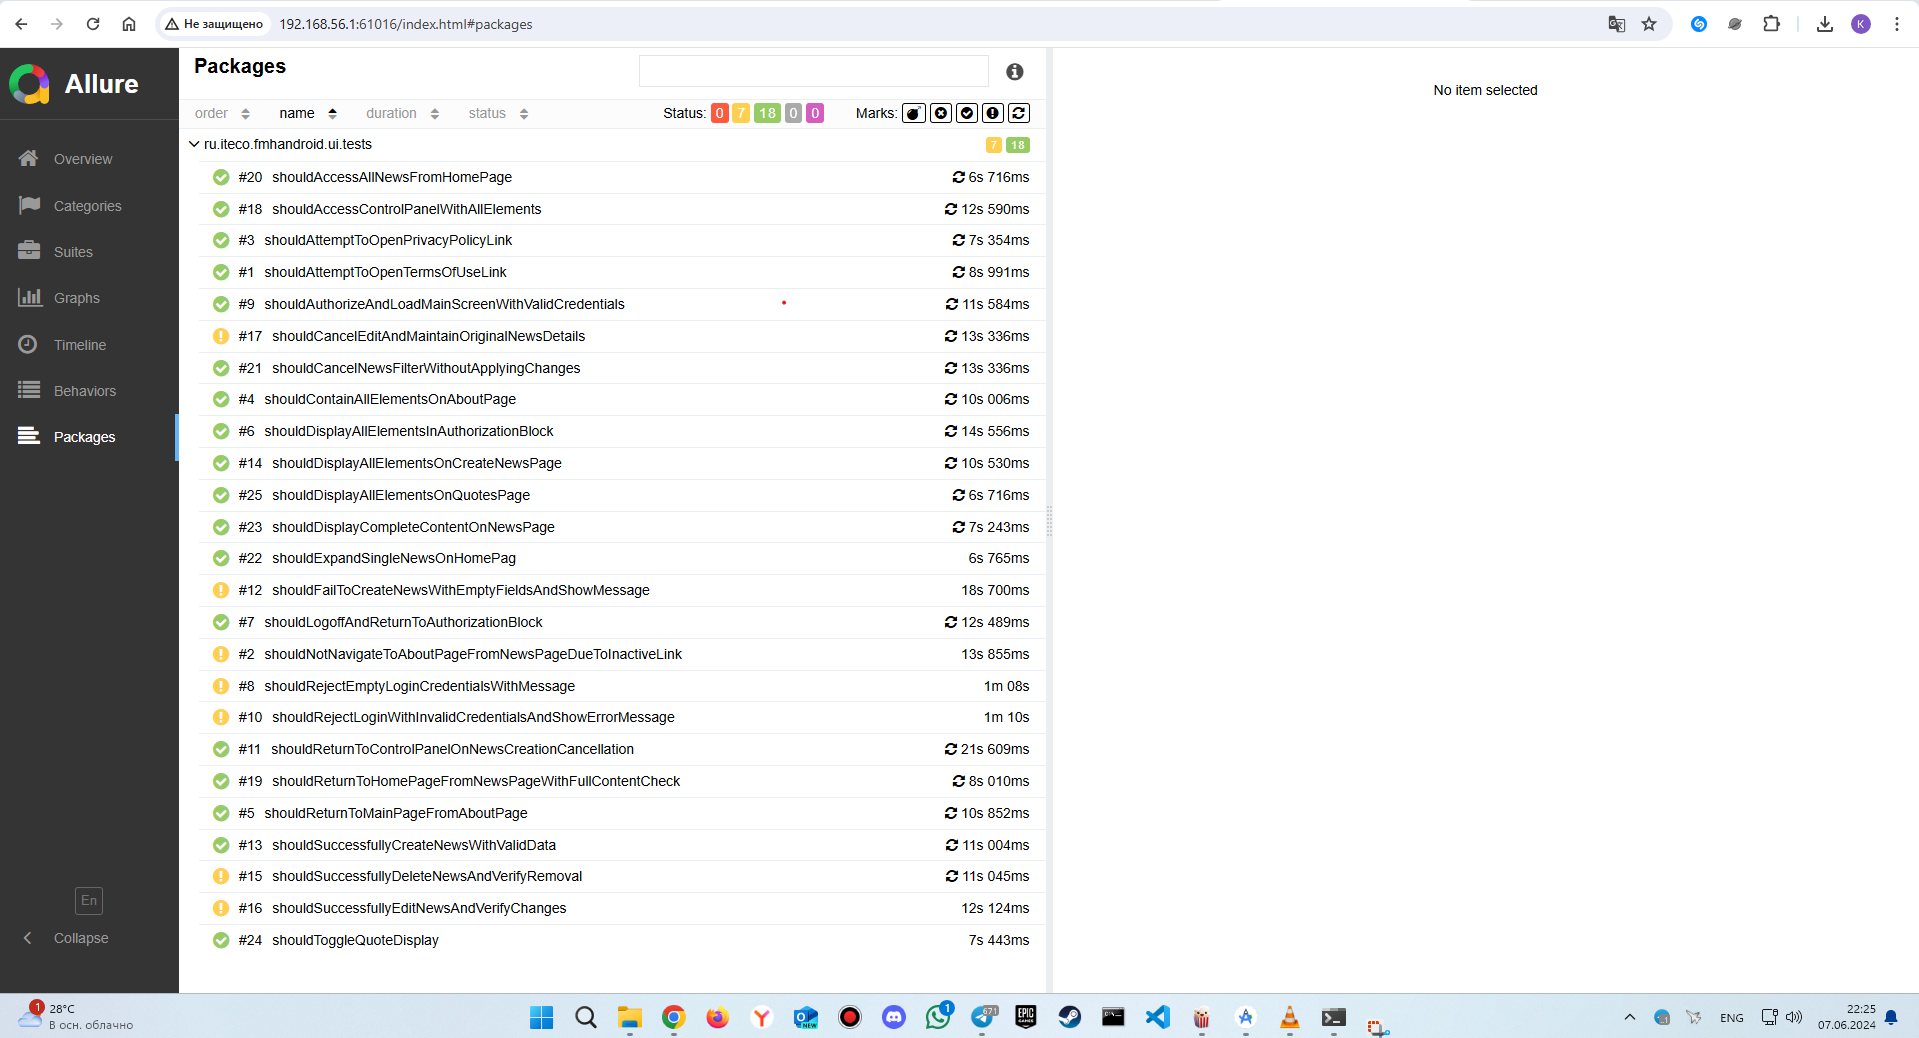 Не защищено 192.168.56.1:61016/index.html#packages K
Allure
Overview
Categories
Suites
Graphs
Timeline
Behaviors
Packages
En
Collapse
Packages
order name duration status Status: 0 7 18 0 0 Marks:
ru.iteco.fmhandroid.ui.tests 7 18
#20 shouldAccessAllNewsFromHomePage 6s 716ms
#18 shouldAccessControlPanelWithAllElements 12s 590ms
#3 shouldAttemptToOpenPrivacyPolicyLink 7s 354ms
#1 shouldAttemptToOpenTermsOfUseLink 8s 991ms
#9 shouldAuthorizeAndLoadMainScreenWithValidCredentials 11s 584ms
#17 shouldCancelEditAndMaintainOriginalNewsDetails 13s 336ms
#21 shouldCancelNewsFilterWithoutApplyingChanges 13s 336ms
#4 shouldContainAllElementsOnAboutPage 10s 006ms
#6 shouldDisplayAllElementsInAuthorizationBlock 14s 556ms
#14 shouldDisplayAllElementsOnCreateNewsPage 10s 530ms
#25 shouldDisplayAllElementsOnQuotesPage 6s 716ms
#23 shouldDisplayCompleteContentOnNewsPage 7s 243ms
#22 shouldExpandSingleNewsOnHomePag 6s 765ms
#12 shouldFailToCreateNewsWithEmptyFieldsAndShowMessage 18s 700ms
#7 shouldLogoffAndReturnToAuthorizationBlock 12s 489ms
#2 shouldNotNavigateToAboutPageFromNewsPageDueToInactiveLink 13s 855ms
#8 shouldRejectEmptyLoginCredentialsWithMessage 1m 08s
#10 shouldRejectLoginWithInvalidCredentialsAndShowErrorMessage 1m 10s
#11 shouldReturnToControlPanelOnNewsCreationCancellation 21s 609ms
#19 shouldReturnToHomePageFromNewsPageWithFullContentCheck 8s 010ms
#5 shouldReturnToMainPageFromAboutPage 10s 852ms
#13 shouldSuccessfullyCreateNewsWithValidData 11s 004ms
#15 shouldSuccessfullyDeleteNewsAndVerifyRemoval 11s 045ms
#16 shouldSuccessfullyEditNewsAndVerifyChanges 12s 124ms
#24 shouldToggleQuoteDisplay 7s 443ms
No item selected
1 28°C
В осн. облачно
NEW 1 671 EPIC GAMES
ENG 22:25
07.06.2024